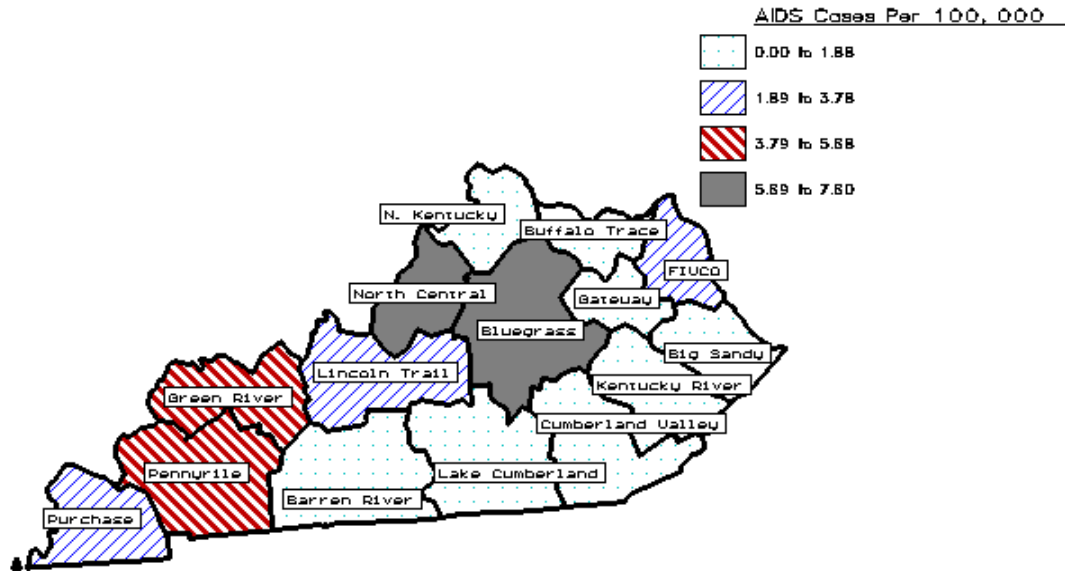 AIDS Cases Per 100, 000
0.00 to 1.88
1.89 to 3.78
3.79 to 5.68
5.69 to 7.60
N. Kentucky
Buffalo Trace
FIVCO
North Central
Gateway
Bluegrass
Big Sandy
Lincoln Trail
Kentucky River
Green River
Cumberland Valley
Pennyrile
Lake Cumberland
Barren River
Purchase